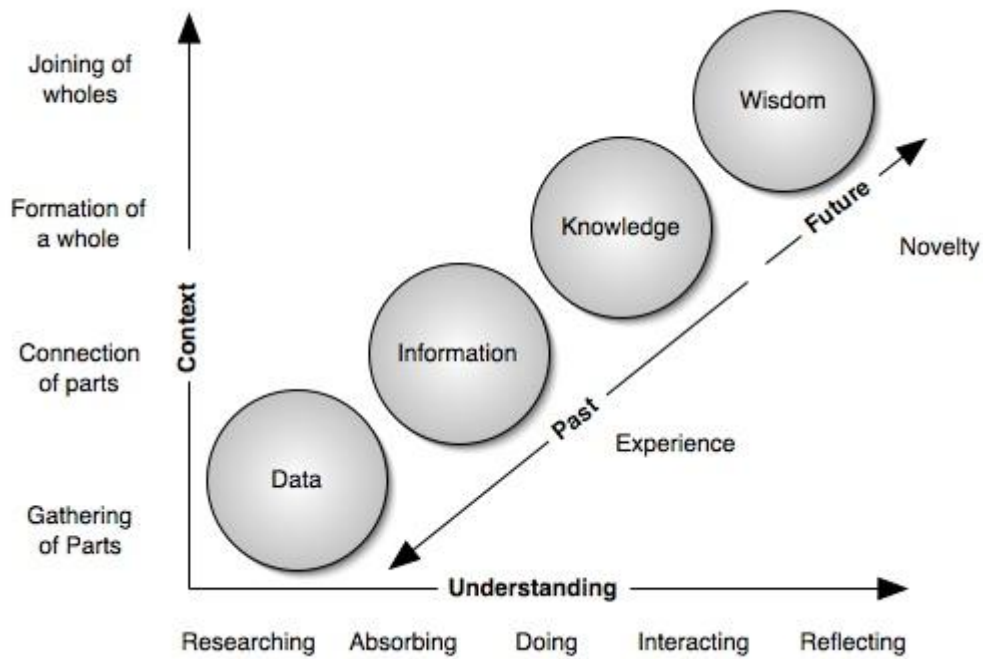 Joining of
wholes
Wisdom
Formation of
a whole
Knowledge
Future
Novelty
Context
Connection
of parts
Information
Past
Experience
Data
Gathering
of Parts
Understanding
Researching Absorbing Doing Interacting Reflecting